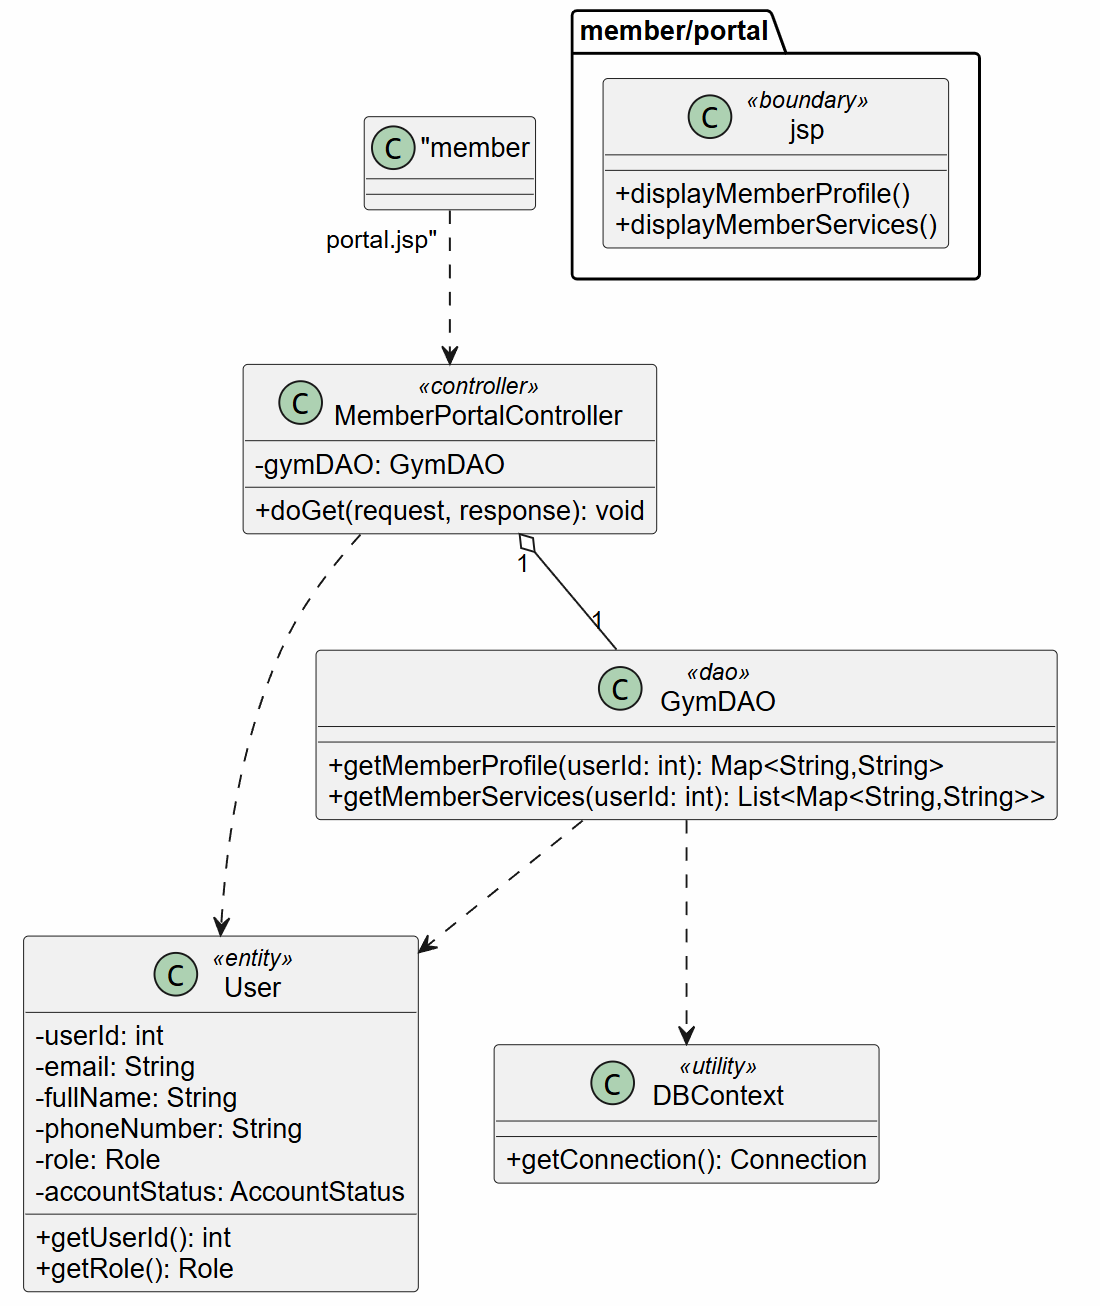 member/portal
C
«boundary»
jsp
+displayMemberProfile()
+displayMemberServices()
C
"member
portal.jsp"
C
«controller»
MemberPortalController
-gymDAO: GymDAO
+doGet(request, response): void
1
1
C
«dao»
GymDAO
+getMemberProfile(userId: int): Map<String,String>
+getMemberServices(userId: int): List<Map<String,String>>
C
«entity»
User
-userId: int
-email: String
-fullName: String
-phoneNumber: String
-role: Role
-accountStatus: AccountStatus
+getUserId(): int
+getRole(): Role
C
«utility»
DBContext
+getConnection(): Connection